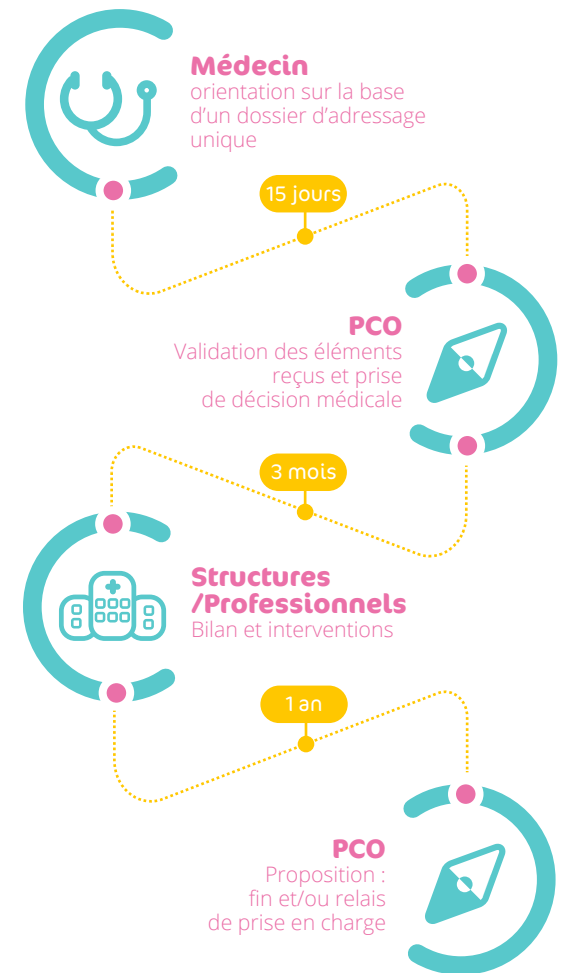 Médecin
orientation sur la base
d'un dossier d'adressage
unique
15 jours
PCO
Validation des éléments
reçus et prise
de décision médicale
3 mois
Structures
/Professionnels
Bilan et interventions
1 an
PCO
Proposition :
fin et/ou relais
de prise en charge